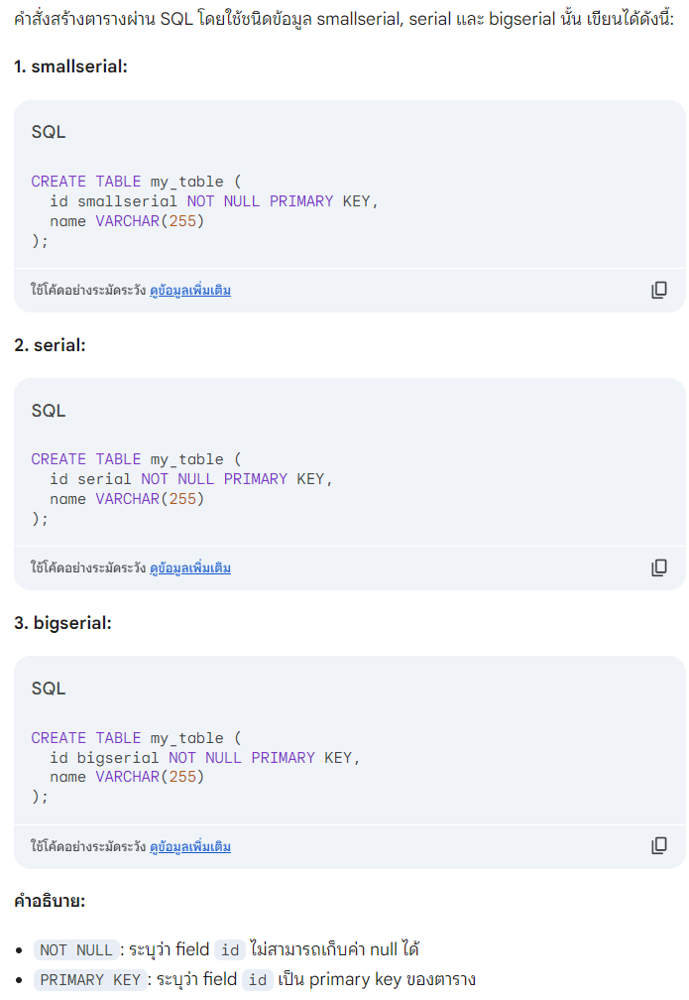 คำสั่งสร้างตารางผ่าน SQL โดยใช้ชนิดข้อมูล smallserial, serial และ bigserial นั้น เขียนได้ดังนี้:
1. smallserial:
SQL
CREATE TABLE my_table (
  id smallserial NOT NULL PRIMARY KEY,
  name VARCHAR(255)
);
ใช้โค้ดอย่างระมัดระวัง ดูข้อมูลเพิ่มเติม
2. serial:
SQL
CREATE TABLE my_table (
  id serial NOT NULL PRIMARY KEY,
  name VARCHAR(255)
);
ใช้โค้ดอย่างระมัดระวัง ดูข้อมูลเพิ่มเติม
3. bigserial:
SQL
CREATE TABLE my_table (
  id bigserial NOT NULL PRIMARY KEY,
  name VARCHAR(255)
);
ใช้โค้ดอย่างระมัดระวัง ดูข้อมูลเพิ่มเติม
คำอธิบาย:
• NOT NULL: ระบุว่า field id ไม่สามารถเก็บค่า null ได้
• PRIMARY KEY: ระบุว่า field id เป็น primary key ของตาราง